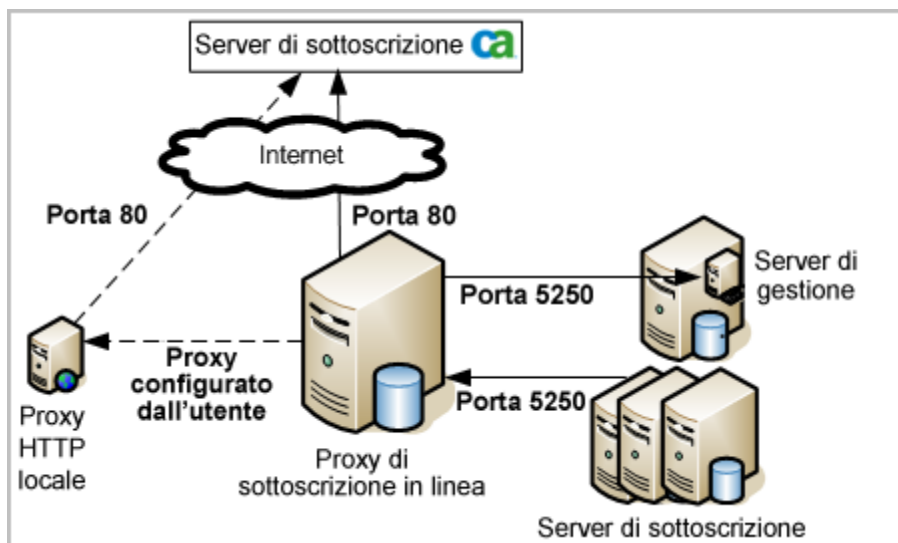 Server di sottoscrizione ca
Internet
Porta 80
Porta 80
Porta 5250
Server di
gestione
Proxy
configurato
dall'utente
Porta 5250
Proxy
HTTP
locale
Proxy di
sottoscrizione in linea
Server di sottoscrizione